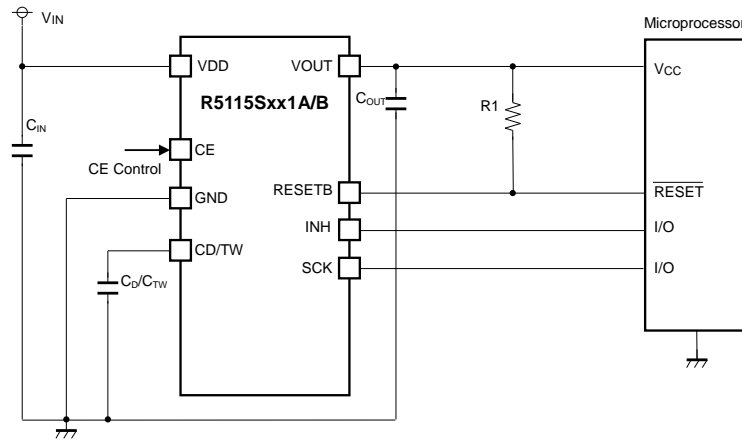 VIN
Microprocessor
VDD
VOUT
VCC
R5115Sxx1A/B
COUT
R1
CIN
CE
CE Control
RESETB
RESET
GND
INH
I/O
CD/TW
SCK
I/O
CD/CTW